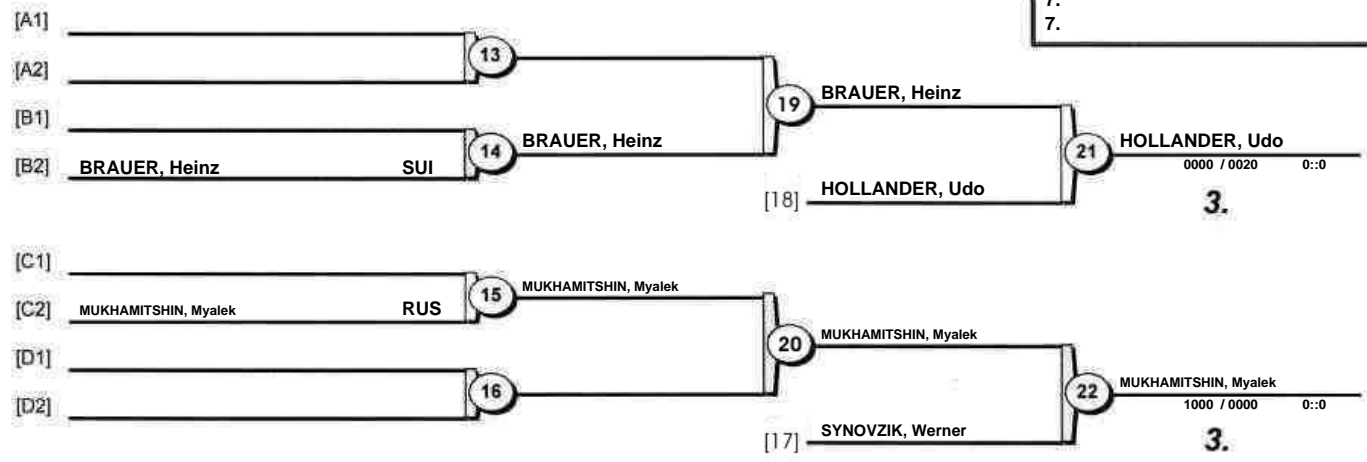 7.
7.
[A1]
13
[A2]
[B1]
19 BRAUER, Heinz
14 BRAUER, Heinz
[B2] BRAUER, Heinz SUI
21 HOLLANDER, Udo
0000 / 0020 0::0
[18] HOLLANDER, Udo
3.
[C1]
15 MUKHAMITSHIN, Myalek
[C2] MUKHAMITSHIN, Myalek RUS
20 MUKHAMITSHIN, Myalek
[D1]
16
[D2]
22 MUKHAMITSHIN, Myalek
1000 / 0000 0::0
[17] SYNOVZIK, Werner
3.